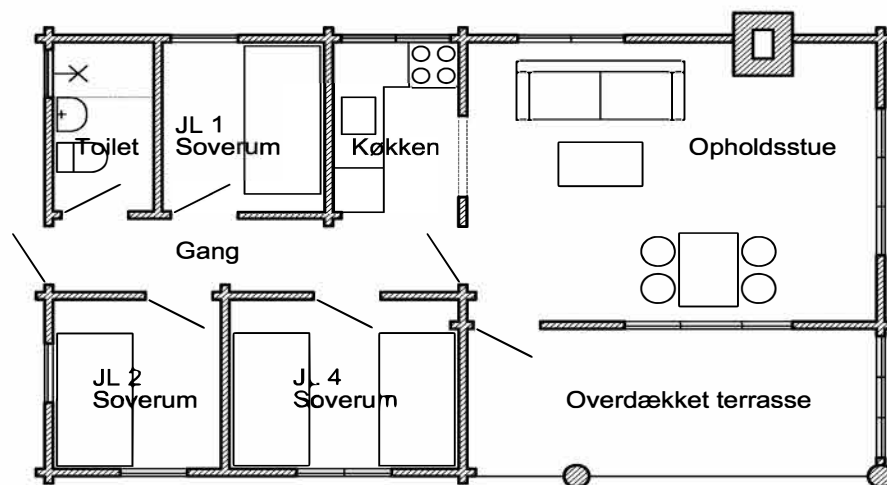 Toilet
JL 1
Soverum
Køkken
Opholdsstue
Gang
JL 2
Soverum
JL 4
Soverum
Overdækket terrasse